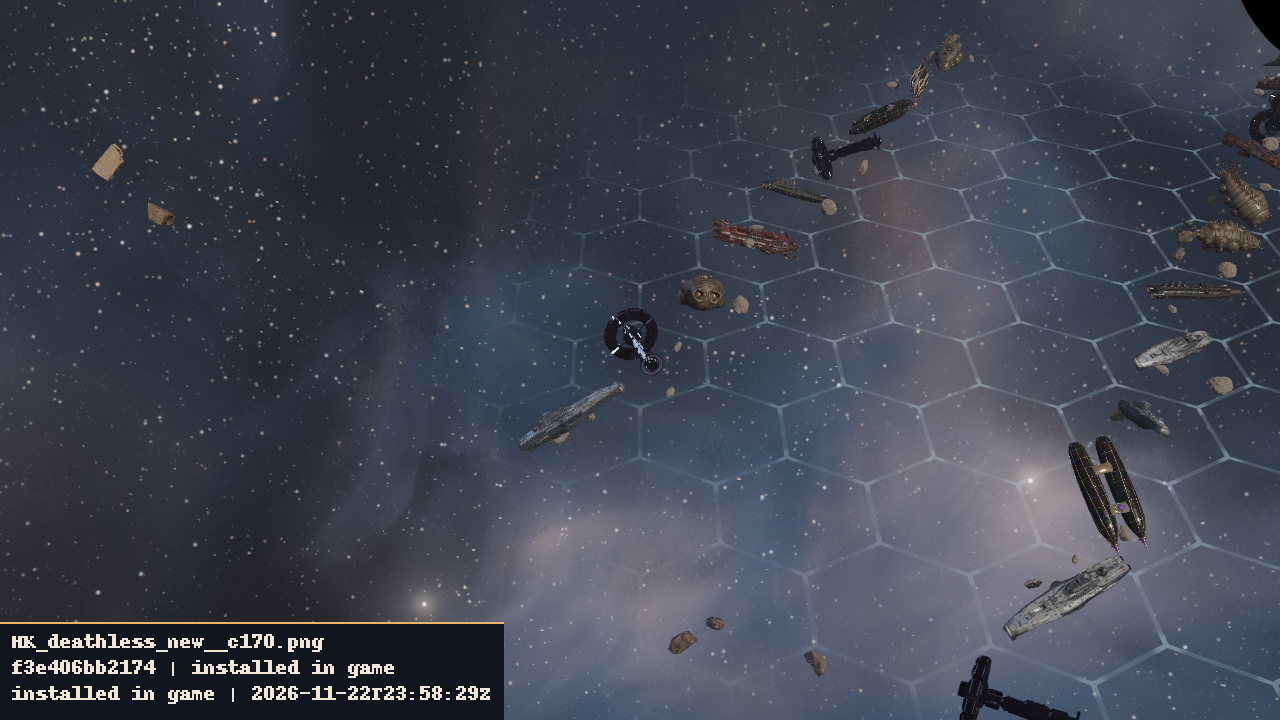 HK_deathless_new__c170.png
f3e406bb2174 | installed in game
installed in game | 2026-11-22T23:58:29z